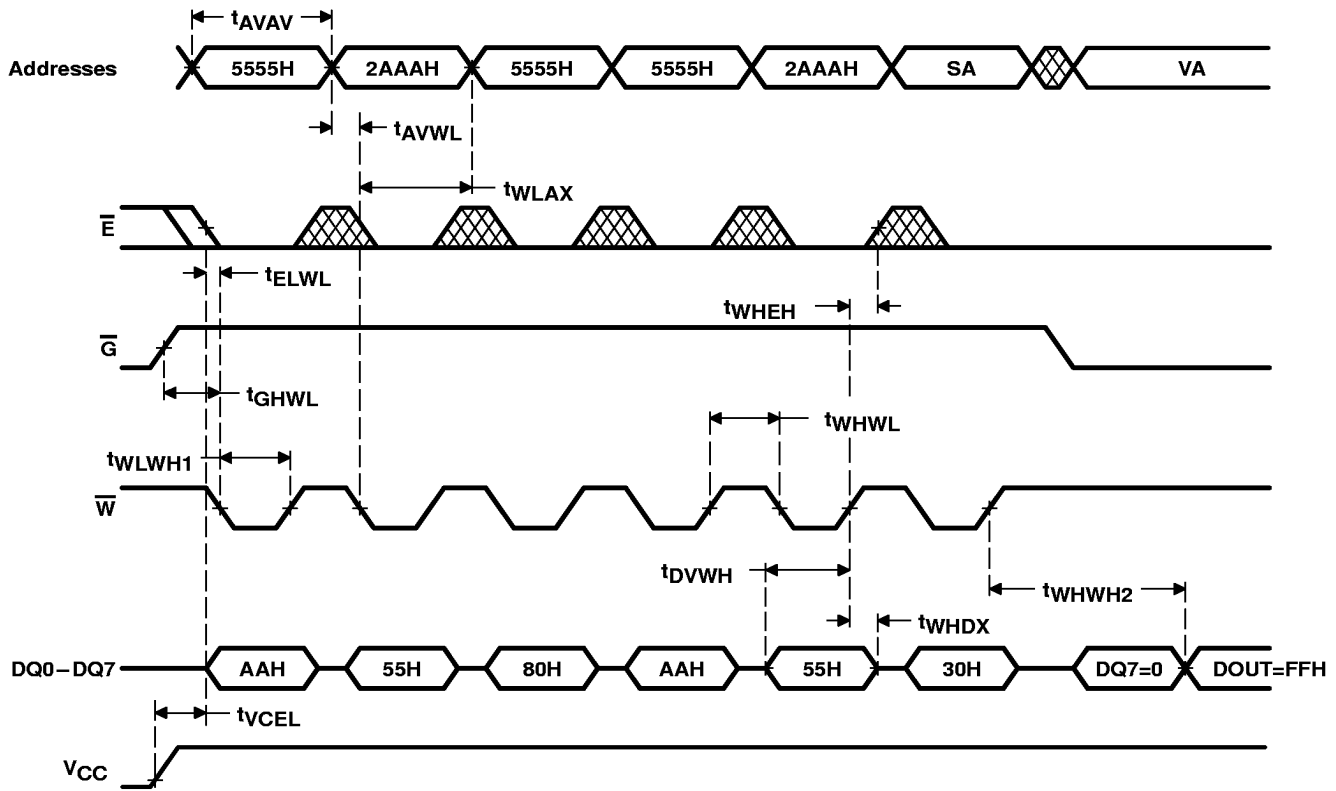 tAVAV
Addresses 5555H 2AAAH 5555H 5555H 2AAAH SA VA
tAVWL
tWLAX
E̅
tELWL
tWHEH
G̅
tGHWL
tWHWL
tWLWH1
W̅
tDVWH
tWHWH2
tWHDX
DQ0–DQ7 AAH 55H 80H AAH 55H 30H DQ7=0 DOUT=FFH
tVCEL
VCC